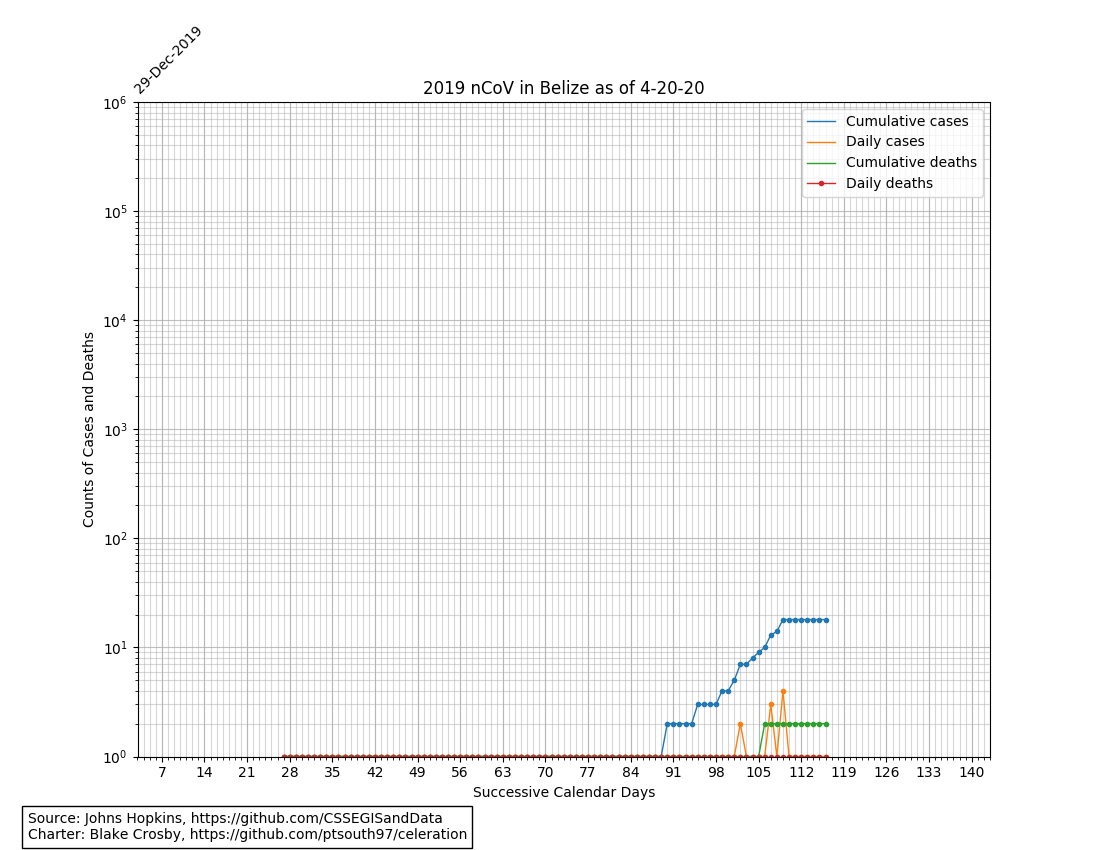 29-Dec-2019
2019 nCoV in Belize as of 4-20-20
Cumulative cases
Daily cases
Cumulative deaths
Daily deaths
Counts of Cases and Deaths
10^6
10^5
10^4
10^3
10^2
10^1
10^0
7 14 21 28 35 42 49 56 63 70 77 84 91 98 105 112 119 126 133 140
Successive Calendar Days
Source: Johns Hopkins, https://github.com/CSSEGISandData
Charter: Blake Crosby, https://github.com/ptsouth97/celeration